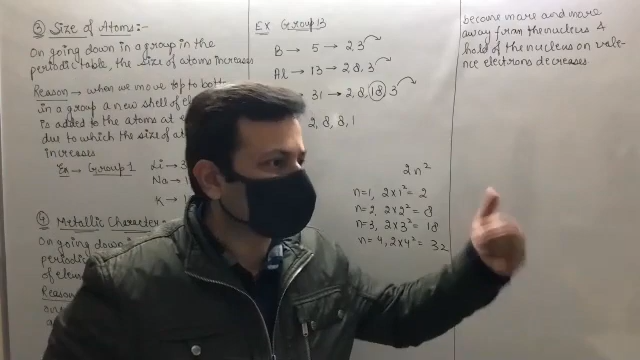 ③ Size of Atoms:-
On going down in a group in the
periodic table, the size of atoms increases
Reason → when we move top to bott
in a group a new shell of el
is added to the atoms at
due to which the size of at
increases
Ex → Group 1 Li → 3
Na → 1
K → 1
④ Metallic Character
On going down
periodic
of elem
Reason
on
a
EX Group 13
B → 5 → 2,3
Al → 13 → 2,8,3
31 → 2,8,18,3
2,8,8,1
2n²
n=1, 2×1² = 2
n=2, 2×2² = 8
n=3, 2×3² = 18
n=4, 2×4² = 32
become more and more
away from the nucleus &
hold of the nucleus on vale-
nce electrons decreases